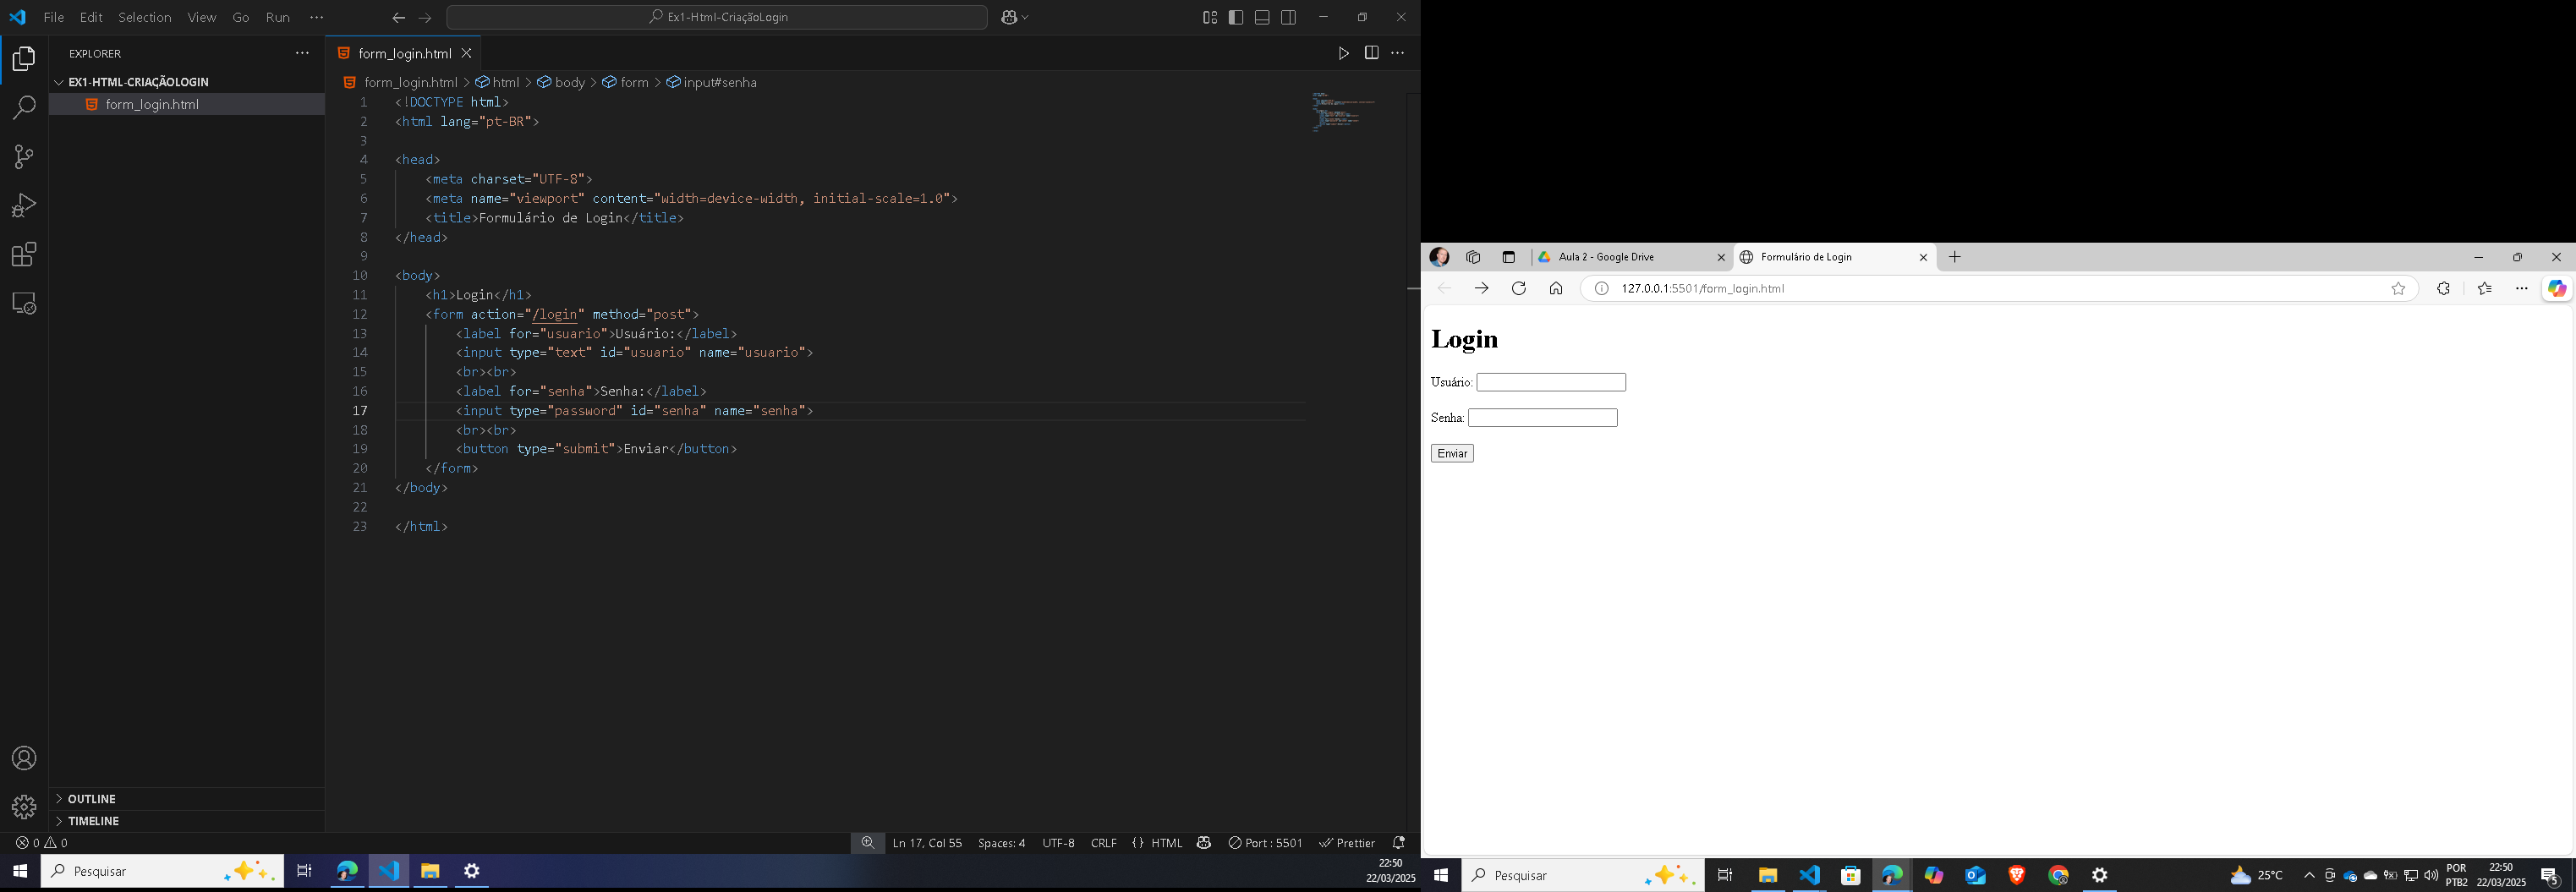 File Edit Selection View Go Run ···
Ex1-Html-CriaçãoLogin
EXPLORER
EX1-HTML-CRIAÇÃOLOGIN
form_login.html
OUTLINE
TIMELINE
form_login.html
form_login.html > html > body > form > input#senha
1 <!DOCTYPE html>
2 <html lang="pt-BR">
3
4 <head>
5 <meta charset="UTF-8">
6 <meta name="viewport" content="width=device-width, initial-scale=1.0">
7 <title>Formulário de Login</title>
8 </head>
9
10 <body>
11 <h1>Login</h1>
12 <form action="/login" method="post">
13 <label for="usuario">Usuário:</label>
14 <input type="text" id="usuario" name="usuario">
15 <br><br>
16 <label for="senha">Senha:</label>
17 <input type="password" id="senha" name="senha">
18 <br><br>
19 <button type="submit">Enviar</button>
20 </form>
21 </body>
22
23 </html>
0 0
Ln 17, Col 55 Spaces: 4 UTF-8 CRLF {} HTML Port : 5501 Prettier
Pesquisar
22:50
22/03/2025
Aula 2 - Google Drive
Formulário de Login
127.0.0.1:5501/form_login.html
Login
Usuário:
Senha:
Enviar
Pesquisar
25°C
POR
PTB2
22:50
22/03/2025
5